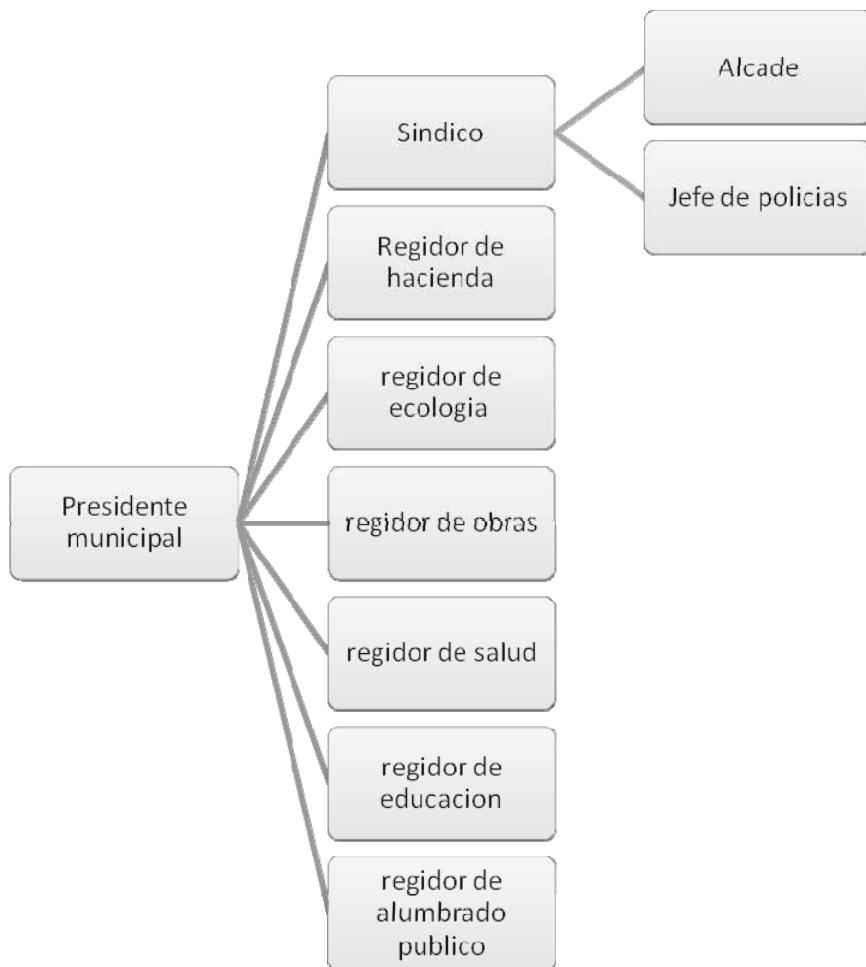 Presidente
municipal
Sindico
Alcade
Jefe de policias
Regidor de
hacienda
regidor de
ecologia
regidor de obras
regidor de salud
regidor de
educacion
regidor de
alumbrado
publico